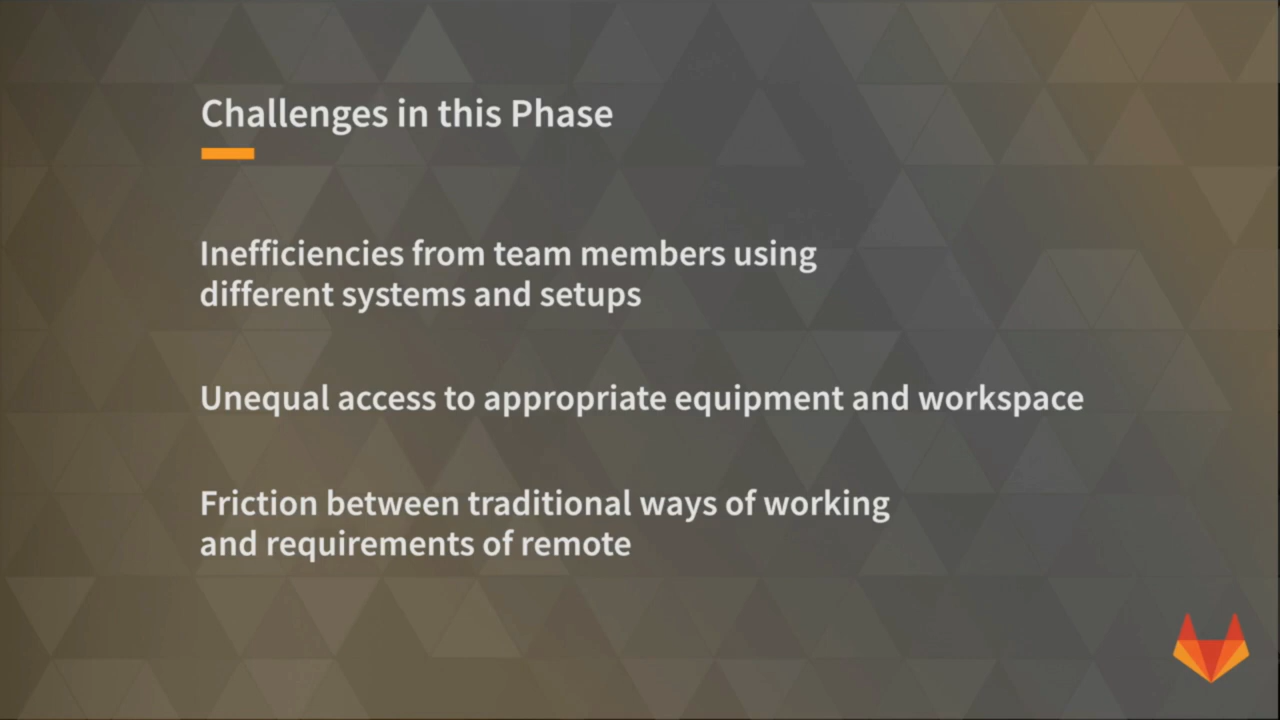 Challenges in this Phase
Inefficiencies from team members using
different systems and setups
Unequal access to appropriate equipment and workspace
Friction between traditional ways of working
and requirements of remote